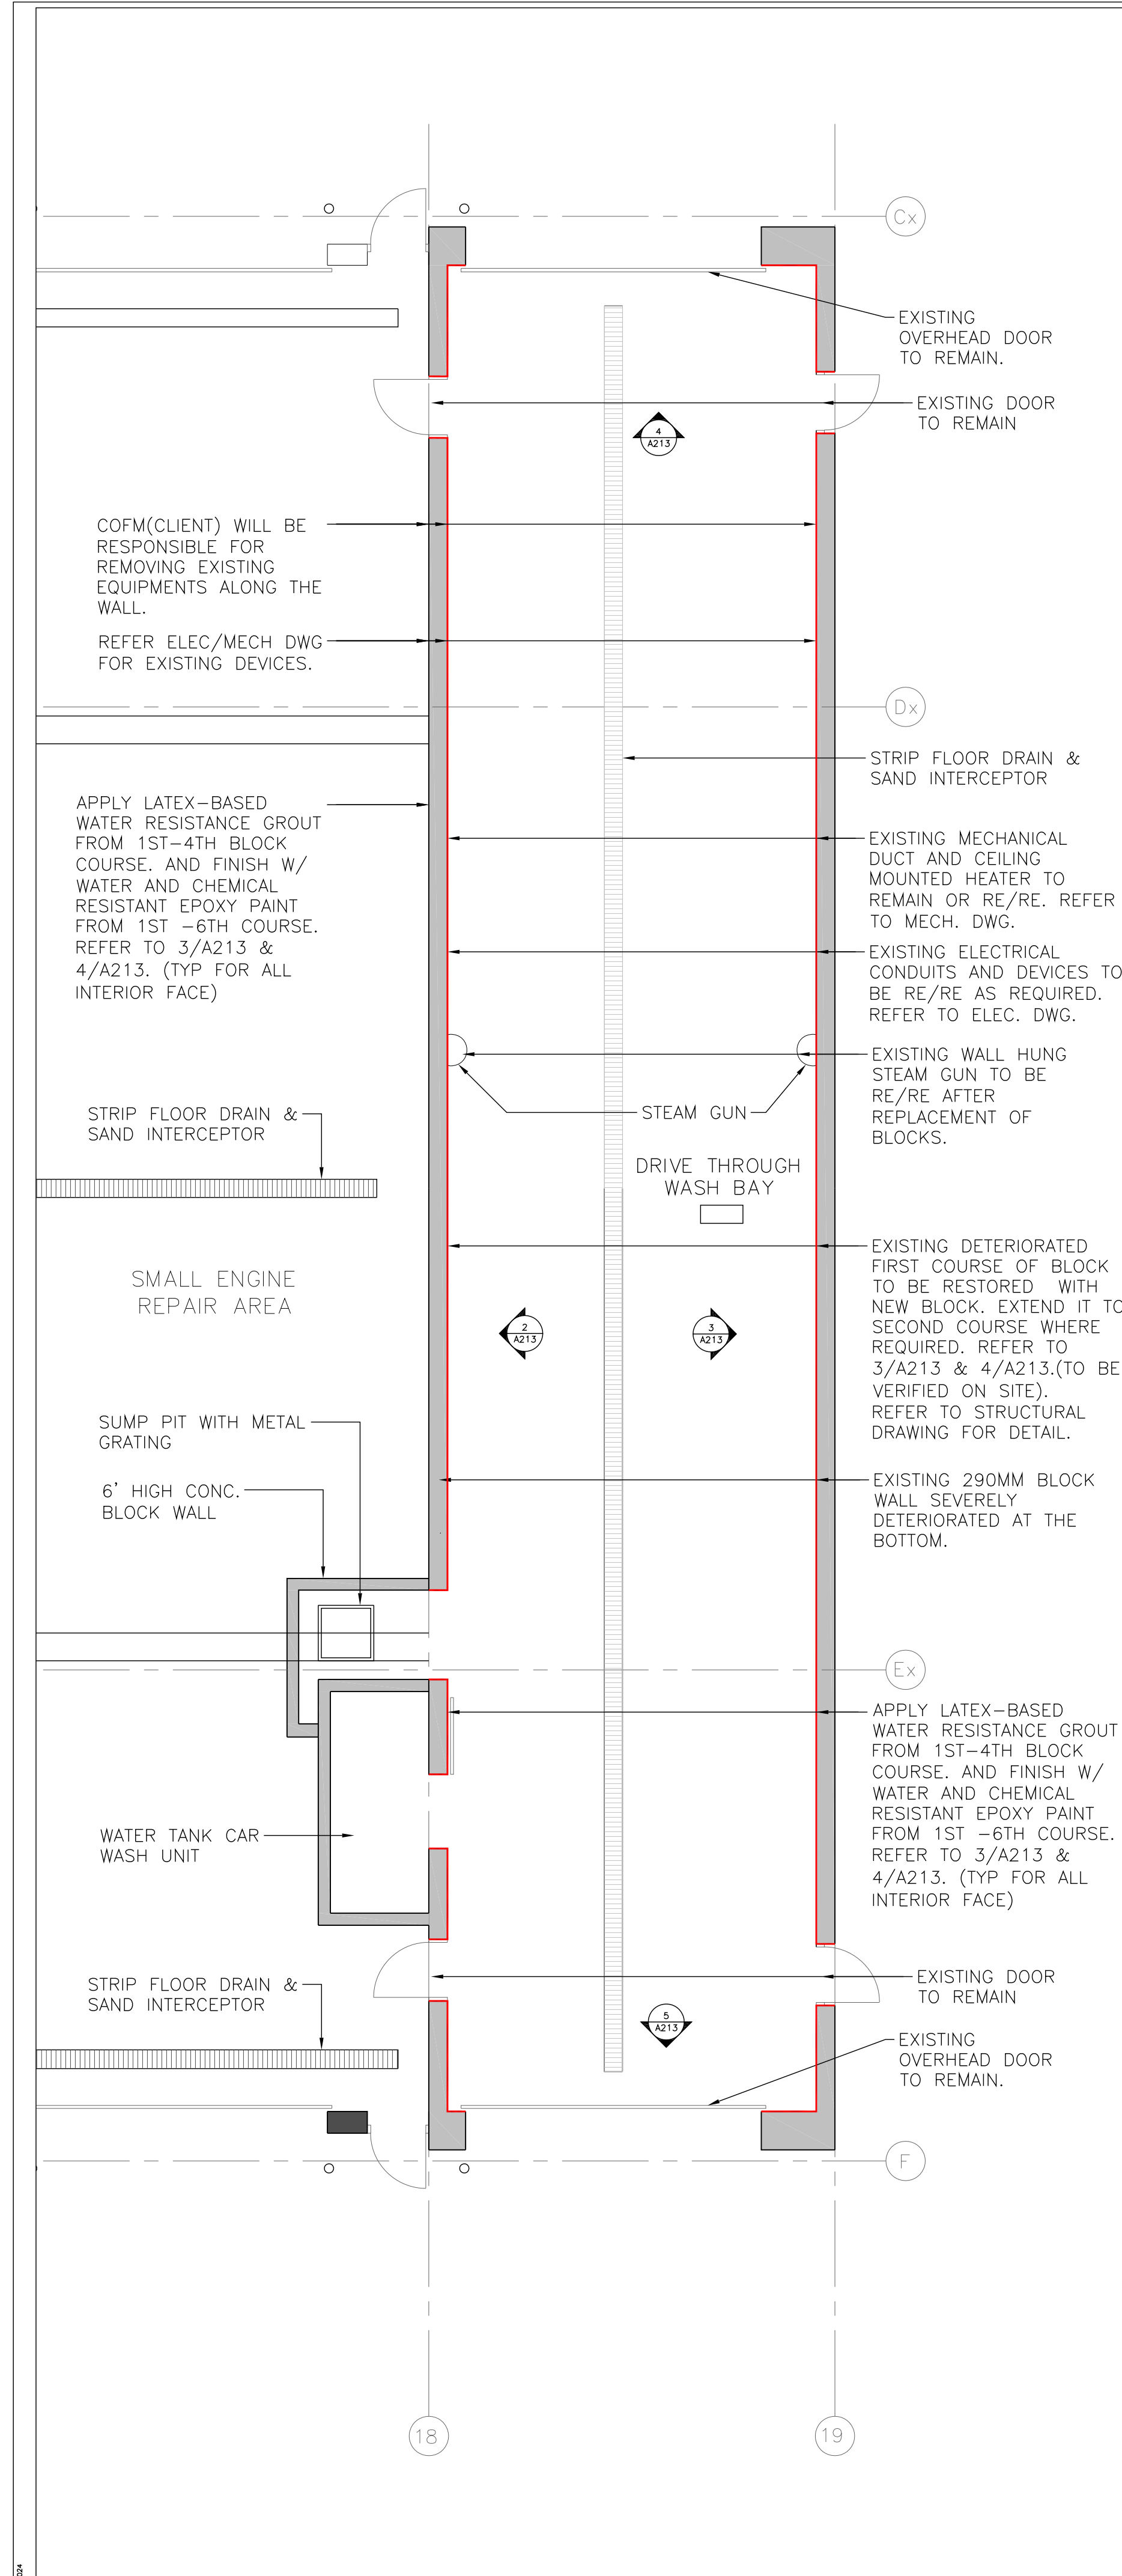 Cx
EXISTING
OVERHEAD DOOR
TO REMAIN.
EXISTING DOOR
TO REMAIN
4
A213
COFM(CLIENT) WILL BE
RESPONSIBLE FOR
REMOVING EXISTING
EQUIPMENTS ALONG THE
WALL.
REFER ELEC/MECH DWG
FOR EXISTING DEVICES.
Dx
STRIP FLOOR DRAIN &
SAND INTERCEPTOR
APPLY LATEX-BASED
WATER RESISTANCE GROUT
FROM 1ST-4TH BLOCK
COURSE. AND FINISH W/
WATER AND CHEMICAL
RESISTANT EPOXY PAINT
FROM 1ST -6TH COURSE.
REFER TO 3/A213 &
4/A213. (TYP FOR ALL
INTERIOR FACE)
EXISTING MECHANICAL
DUCT AND CEILING
MOUNTED HEATER TO
REMAIN OR RE/RE. REFER
TO MECH. DWG.
EXISTING ELECTRICAL
CONDUITS AND DEVICES TO
BE RE/RE AS REQUIRED.
REFER TO ELEC. DWG.
EXISTING WALL HUNG
STEAM GUN TO BE
RE/RE AFTER
REPLACEMENT OF
BLOCKS.
STRIP FLOOR DRAIN &
SAND INTERCEPTOR
STEAM GUN
DRIVE THROUGH
WASH BAY
SMALL ENGINE
REPAIR AREA
EXISTING DETERIORATED
FIRST COURSE OF BLOCK
TO BE RESTORED WITH
NEW BLOCK. EXTEND IT TO
SECOND COURSE WHERE
REQUIRED. REFER TO
3/A213 & 4/A213.(TO BE
VERIFIED ON SITE).
REFER TO STRUCTURAL
DRAWING FOR DETAIL.
2
A213
3
A213
SUMP PIT WITH METAL
GRATING
6' HIGH CONC.
BLOCK WALL
EXISTING 290MM BLOCK
WALL SEVERELY
DETERIORATED AT THE
BOTTOM.
Ex
APPLY LATEX-BASED
WATER RESISTANCE GROUT
FROM 1ST-4TH BLOCK
COURSE. AND FINISH W/
WATER AND CHEMICAL
RESISTANT EPOXY PAINT
FROM 1ST -6TH COURSE.
REFER TO 3/A213 &
4/A213. (TYP FOR ALL
INTERIOR FACE)
WATER TANK CAR
WASH UNIT
STRIP FLOOR DRAIN &
SAND INTERCEPTOR
EXISTING DOOR
TO REMAIN
5
A213
EXISTING
OVERHEAD DOOR
TO REMAIN.
F
18
19
024